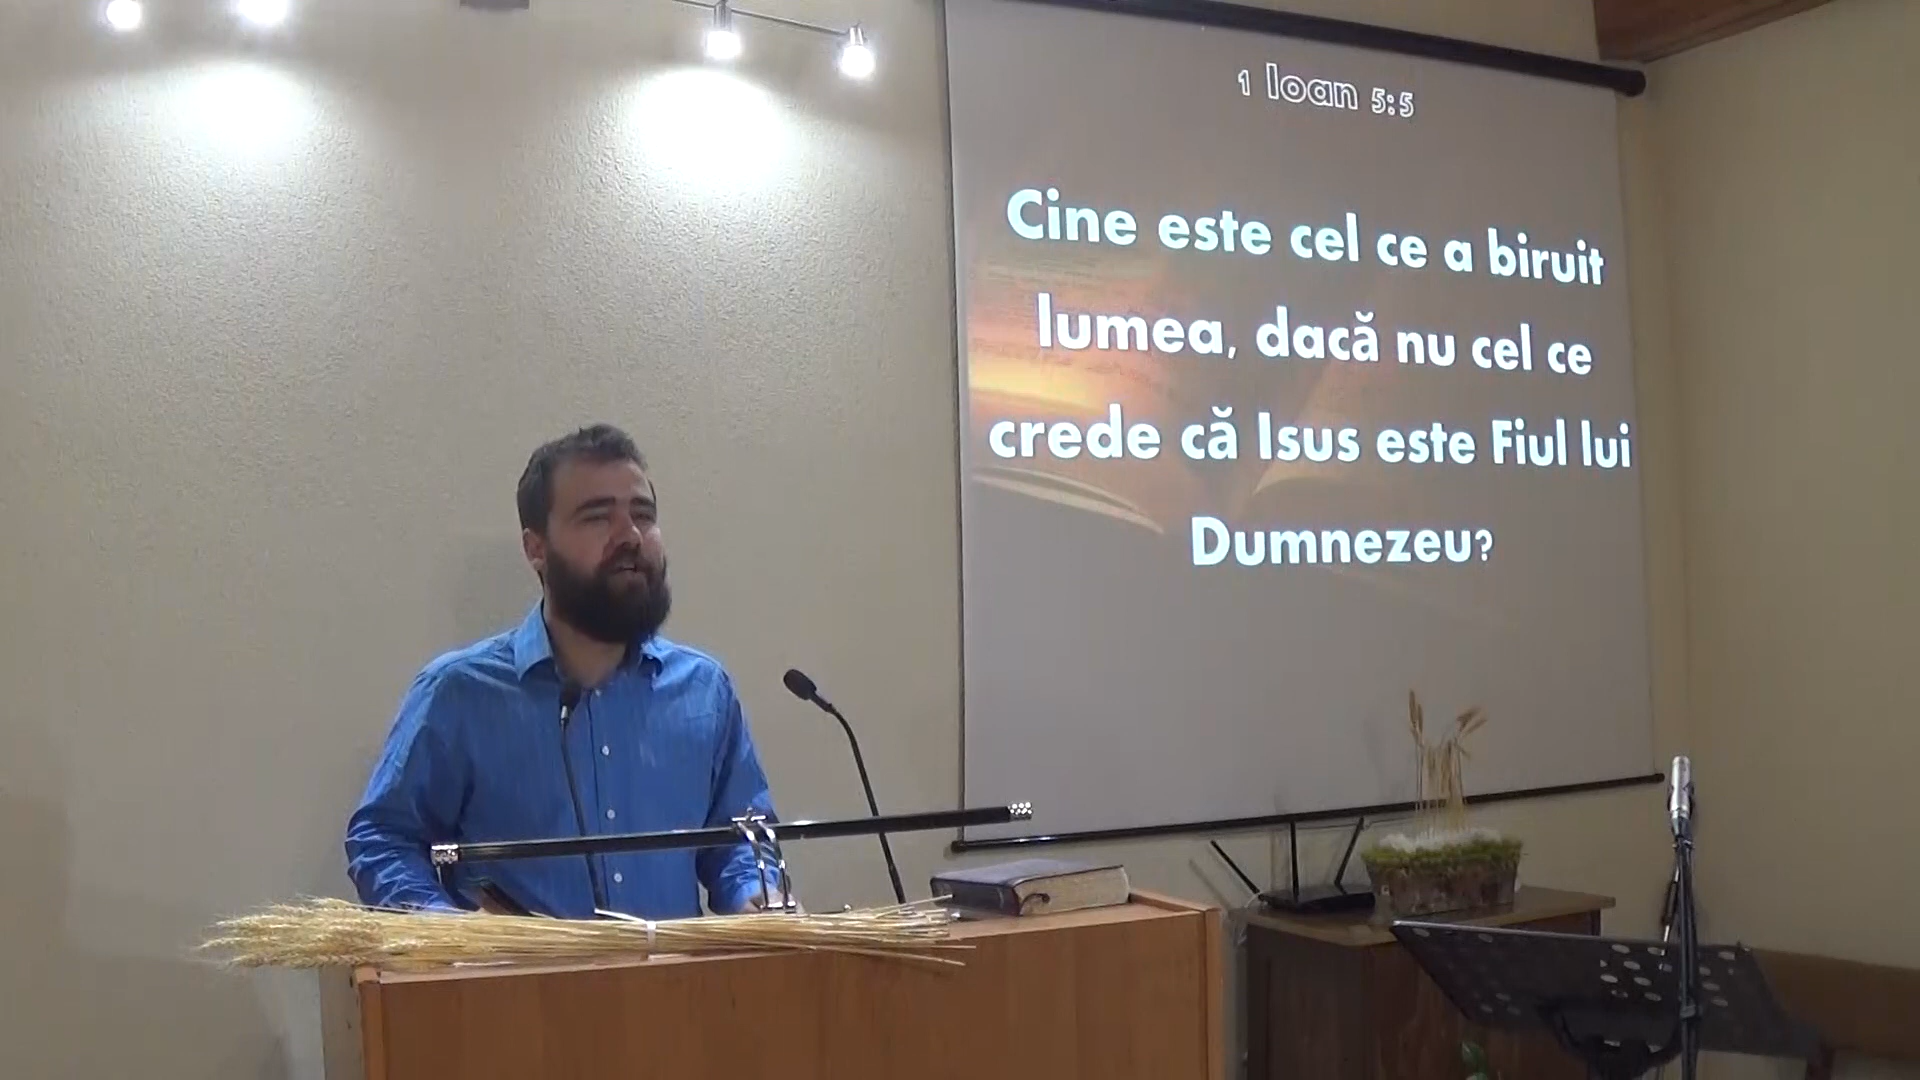 1 Ioan 5:5
Cine este cel ce a biruit
lumea, dacă nu cel ce
crede că Isus este Fiul lui
Dumnezeu?